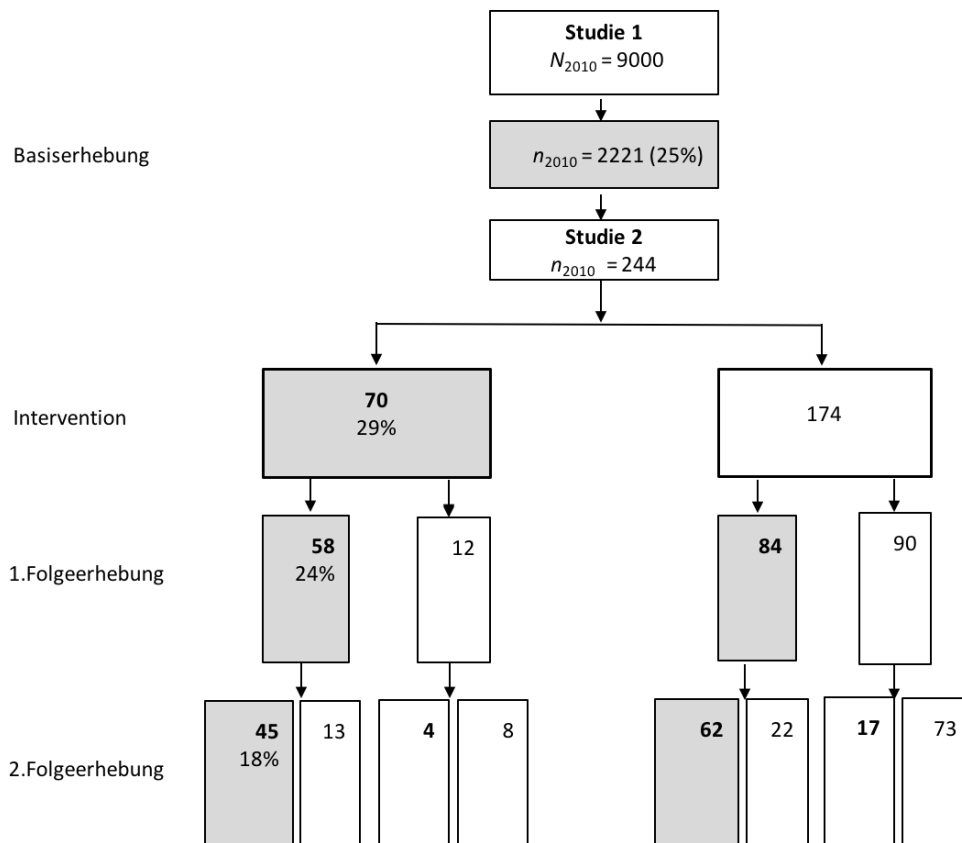 Studie 1
N2010 = 9000
Basiserhebung
n2010 = 2221 (25%)
Studie 2
n2010 = 244
Intervention
70
29%
174
1.Folgeerhebung
58
24%
12
84
90
2.Folgeerhebung
45
18%
13
4
8
62
22
17
73